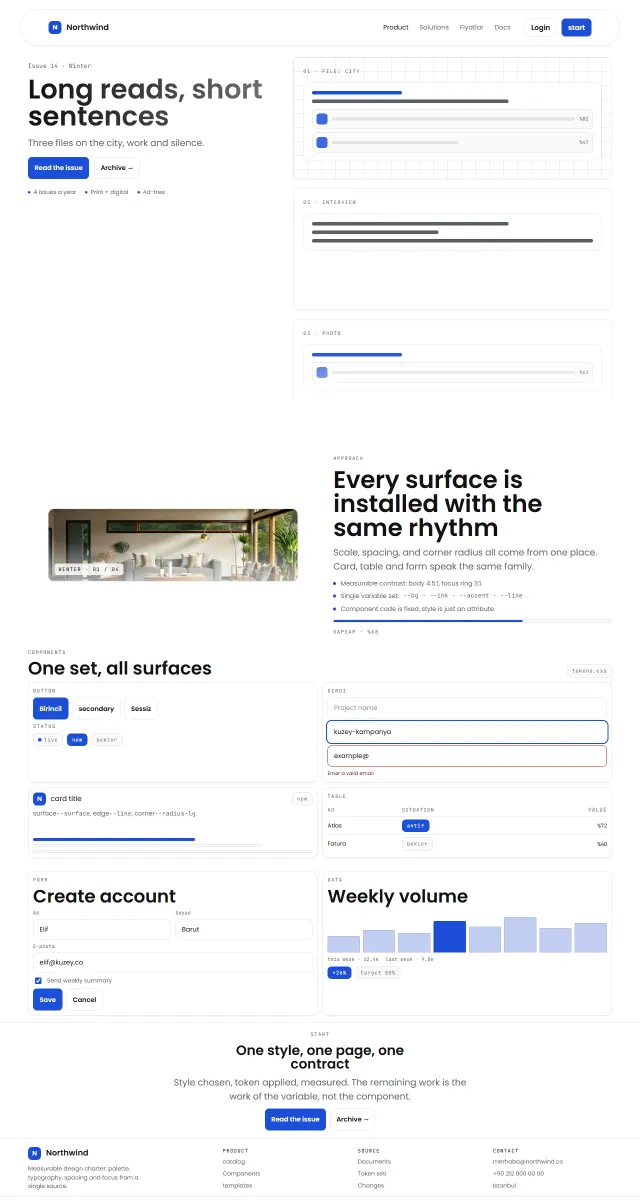 N Northwind
Product Solutions Fiyatlar Docs Login start
Issue 14 · Winter
Long reads, short
sentences
Three files on the city, work and silence.
Read the issue Archive →
4 issues a year Print + digital Ad-free
01 · FILE: CITY
%82
%47
02 · INTERVIEW
03 · PHOTO
%62
WINTER · 01 / 04
APPROACH
Every surface is
installed with the
same rhythm
Scale, spacing, and corner radius all come from one place.
Card, table and form speak the same family.
Measurable contrast: body 4.5:1, focus ring 3:1.
Single variable set: --bg · --ink · --accent · --line .
Component code is fixed, style is just an attribute.
KAPSAM · %68
COMPONENTS
One set, all surfaces
tokens.css
BUTTON
Birincil secondary Sessiz
STATUS
live new bekler
BIRDI
Project name
kuzey-kampanya
example@
Enter a valid email
N card title new
surface--surface, edge--line, corner--radius-lg.
TABLE
AD SITUATION VALUE
Atlas aktif %72
Fatura bekler %40
FORM
Create account
Ad Soyad
Elif Barut
E-posta
elif@kuzey.co
Send weekly summary
Save Cancel
DATA
Weekly volume
this week · 12.4k last week · 9.8k
+26% target 80%
START
One style, one page, one
contract
Style chosen, token applied, measured. The remaining work is the
work of the variable, not the component.
Read the issue Archive →
N Northwind
Measurable design charter: palette,
typography, spacing and focus from a
single source.
PRODUCT
catalog
Components
templates
SOURCE
Documents
Token seti
Changes
CONTACT
merhaba@northwind.co
+90 212 000 00 00
Istanbul